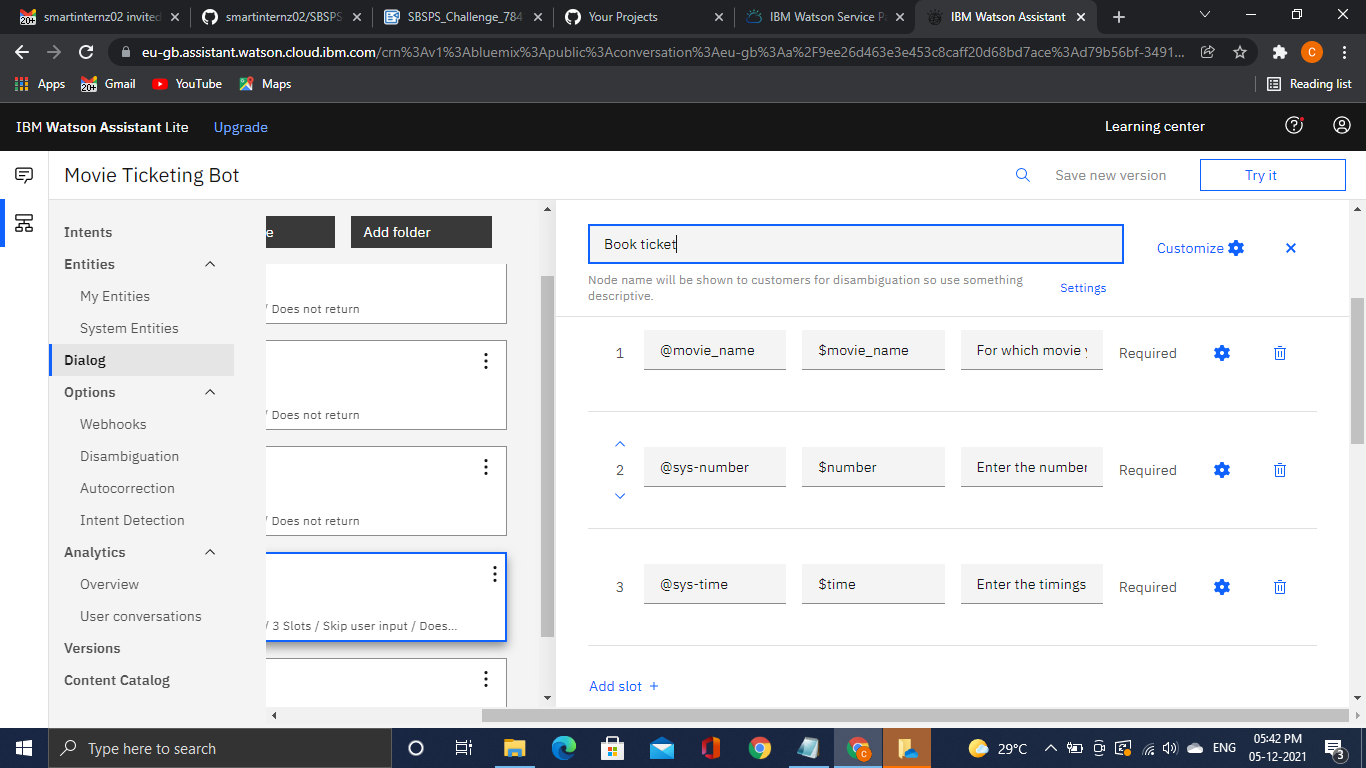 smartinternz02 invited
smartinternz02/SBSPS
SBSPS_Challenge_784
Your Projects
IBM Watson Service P
IBM Watson Assistant
eu-gb.assistant.watson.cloud.ibm.com/crn%3Av1%3Abluemix%3Apublic%3Aconversation%3Aeu-gb%3Aa%2F9ee26d463e3e453c8caff20d68bd7ace%3Ad79b56bf-3491...
C
Apps
20+
Gmail
YouTube
Maps
Reading list
IBM Watson Assistant Lite
Upgrade
Learning center
Movie Ticketing Bot
Save new version
Try it
Intents
Entities
My Entities
System Entities
Dialog
Options
Webhooks
Disambiguation
Autocorrection
Intent Detection
Analytics
Overview
User conversations
Versions
Content Catalog
e
Add folder
/ Does not return
/ Does not return
/ Does not return
/ 3 Slots / Skip user input / Does...
Book ticket
Customize
Node name will be shown to customers for disambiguation so use something
descriptive.
Settings
1 @movie_name $movie_name For which movie y Required
2 @sys-number $number Enter the number Required
3 @sys-time $time Enter the timings Required
Add slot +
Type here to search
29°C
ENG
05:42 PM
05-12-2021
3